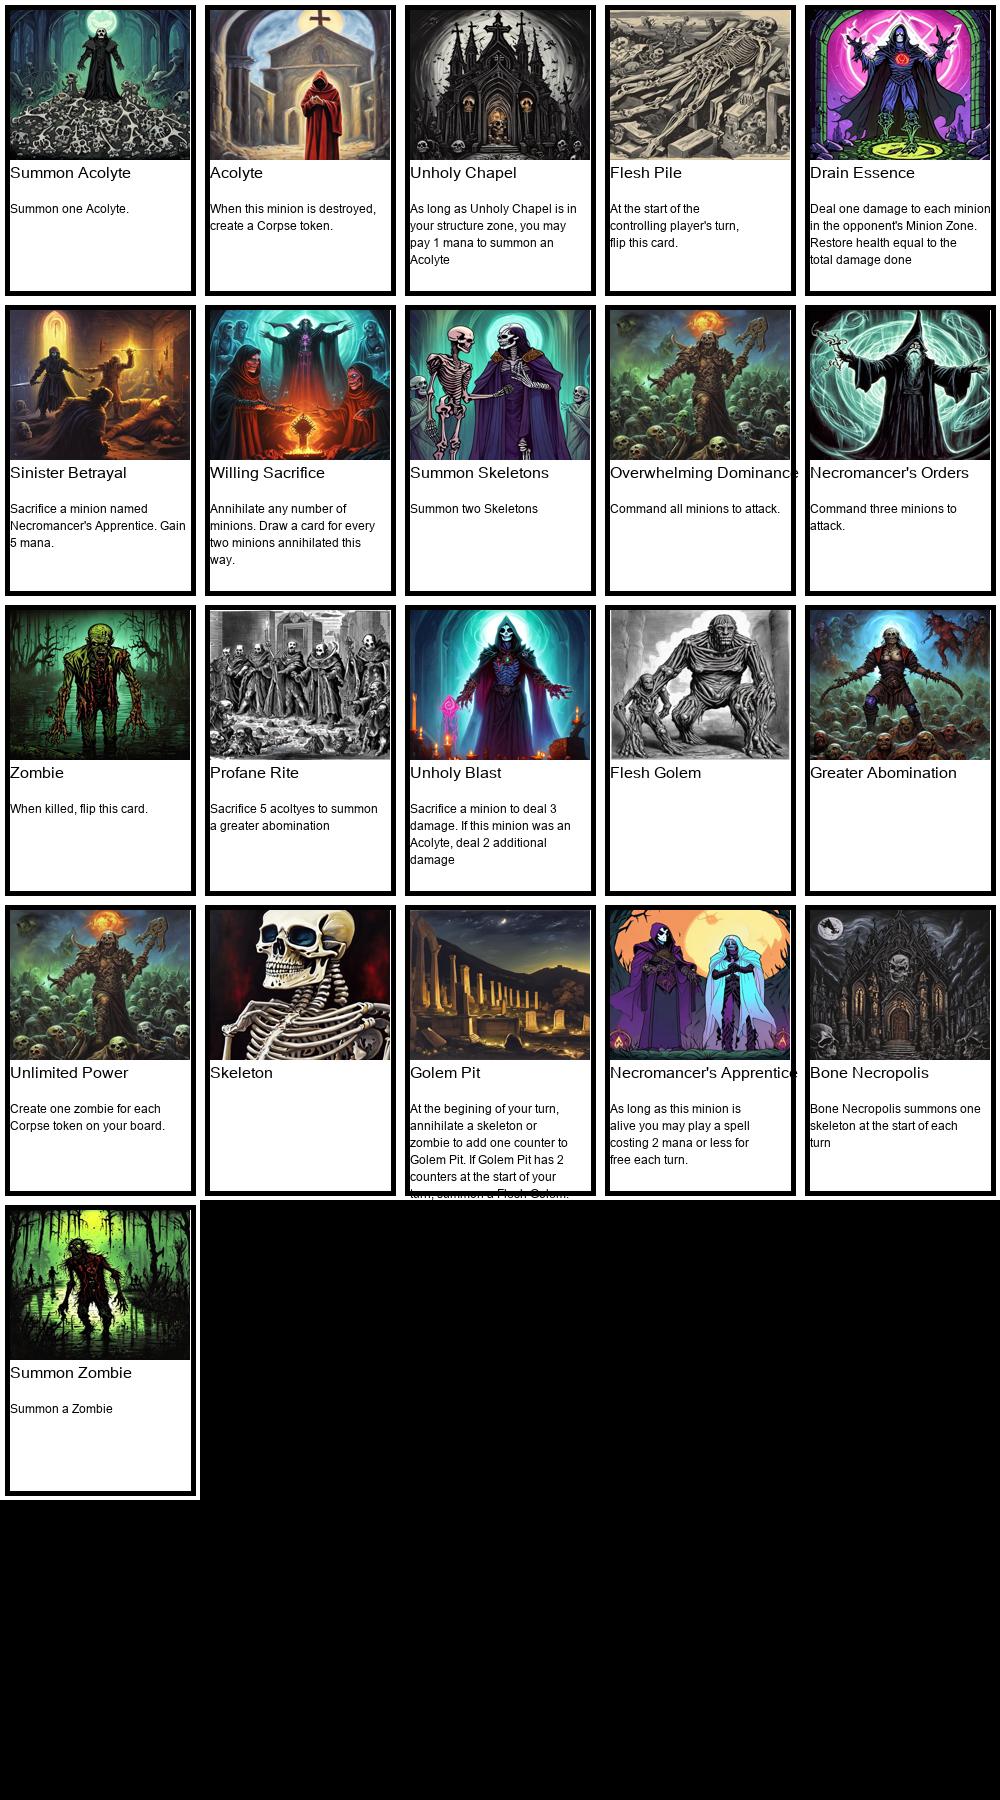 Summon Acolyte
Summon one Acolyte.
Acolyte
When this minion is destroyed,
create a Corpse token.
Unholy Chapel
As long as Unholy Chapel is in
your structure zone, you may
pay 1 mana to summon an
Acolyte
Flesh Pile
At the start of the
controlling player's turn,
flip this card.
Drain Essence
Deal one damage to each minion
in the opponent's Minion Zone.
Restore health equal to the
total damage done
Sinister Betrayal
Sacrifice a minion named
Necromancer's Apprentice. Gain
5 mana.
Willing Sacrifice
Annihilate any number of
minions. Draw a card for every
two minions annihilated this
way.
Summon Skeletons
Summon two Skeletons
Overwhelming Dominance
Command all minions to attack.
Necromancer's Orders
Command three minions to
attack.
Zombie
When killed, flip this card.
Profane Rite
Sacrifice 5 acoltyes to summon
a greater abomination
Unholy Blast
Sacrifice a minion to deal 3
damage. If this minion was an
Acolyte, deal 2 additional
damage
Flesh Golem
Greater Abomination
Unlimited Power
Create one zombie for each
Corpse token on your board.
Skeleton
Golem Pit
At the begining of your turn,
annihilate a skeleton or
zombie to add one counter to
Golem Pit. If Golem Pit has 2
counters at the start of your
turn, summon a Flesh Golem.
Necromancer's Apprentice
As long as this minion is
alive you may play a spell
costing 2 mana or less for
free each turn.
Bone Necropolis
Bone Necropolis summons one
skeleton at the start of each
turn
Summon Zombie
Summon a Zombie